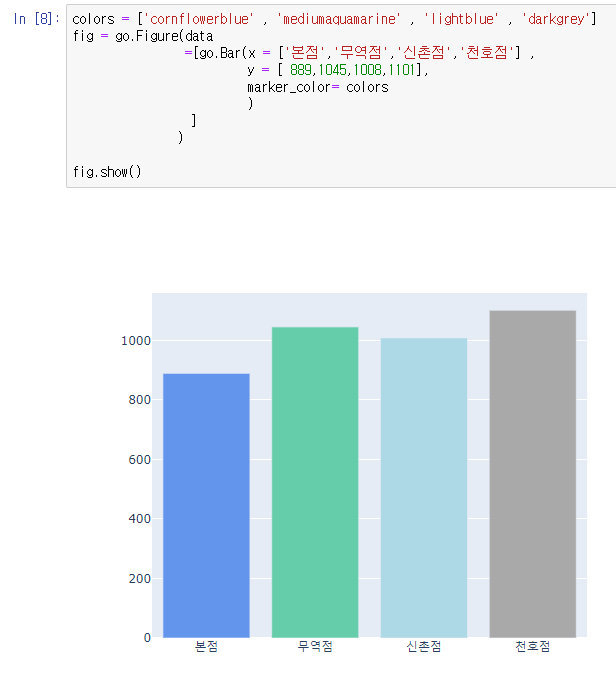 In [8]: colors = ['cornflowerblue' , 'mediumaquamarine' , 'lightblue' , 'darkgrey']
fig = go.Figure(data
=[go.Bar(x = ['본점','무역점','신촌점','천호점'] ,
y = [ 889,1045,1008,1101],
marker_color= colors
)
]
)
fig.show()
1000
800
600
400
200
0
본점 무역점 신촌점 천호점